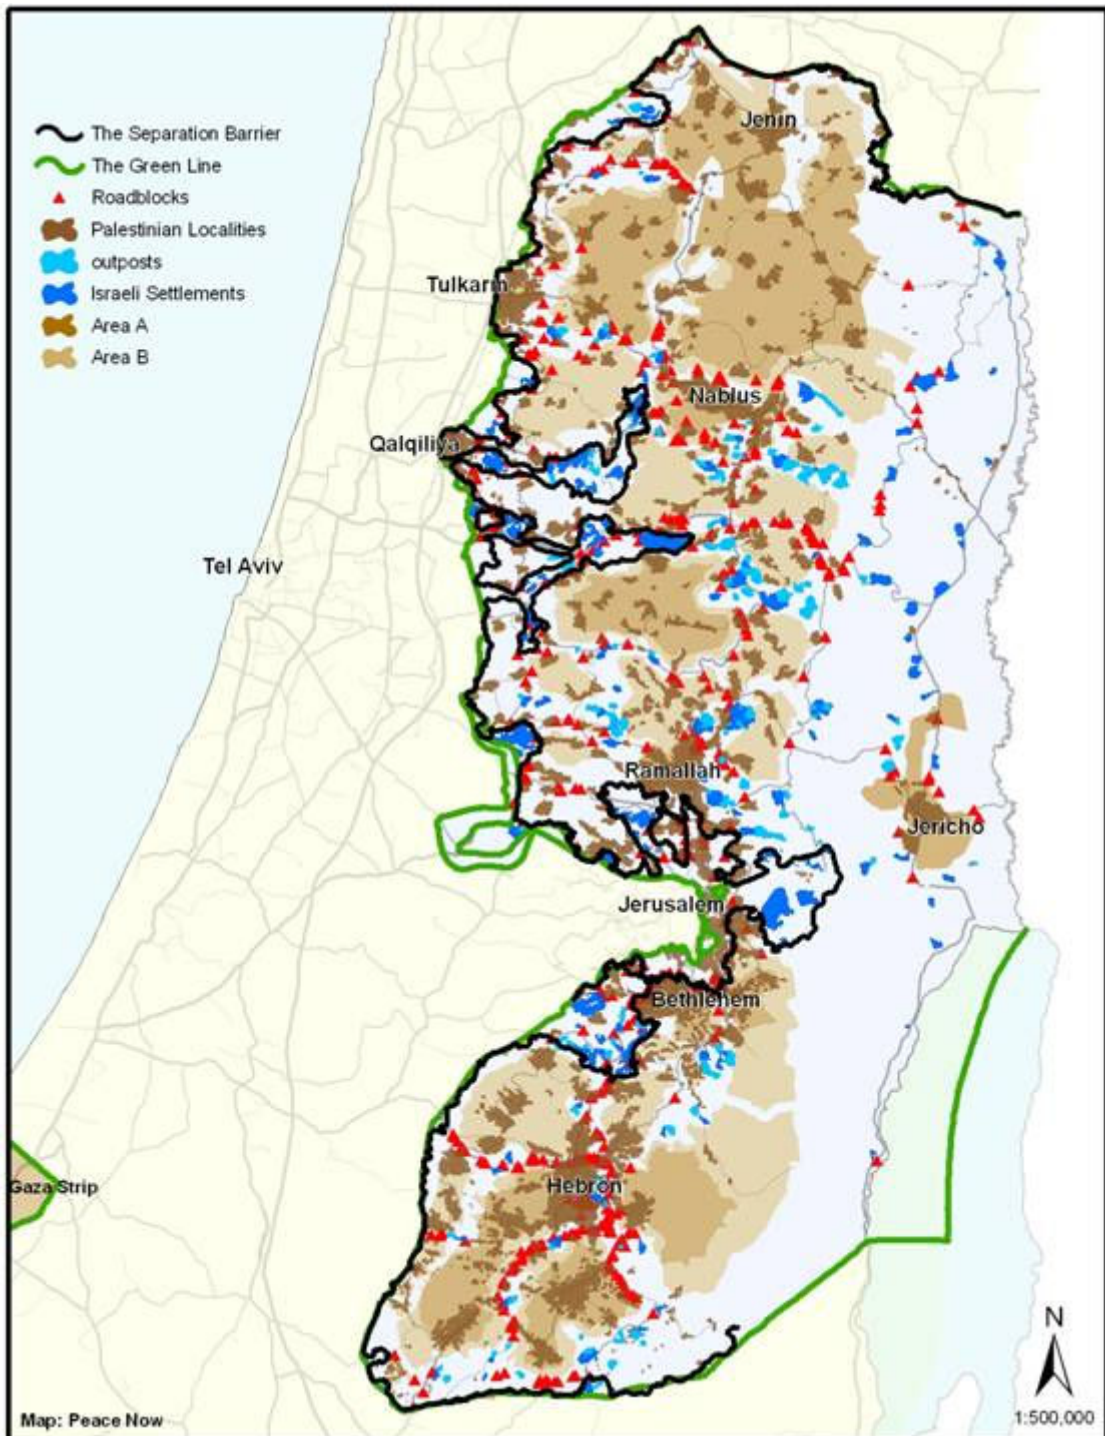 The Separation Barrier
The Green Line
Roadblocks
Palestinian Localities
outposts
Israeli Settlements
Area A
Area B
Jenin
Tulkarm
Nablus
Qalqiliya
Tel Aviv
Ramallah
Jericho
Jerusalem
Bethlehem
Gaza Strip
Hebron
N
1:500,000
Map: Peace Now